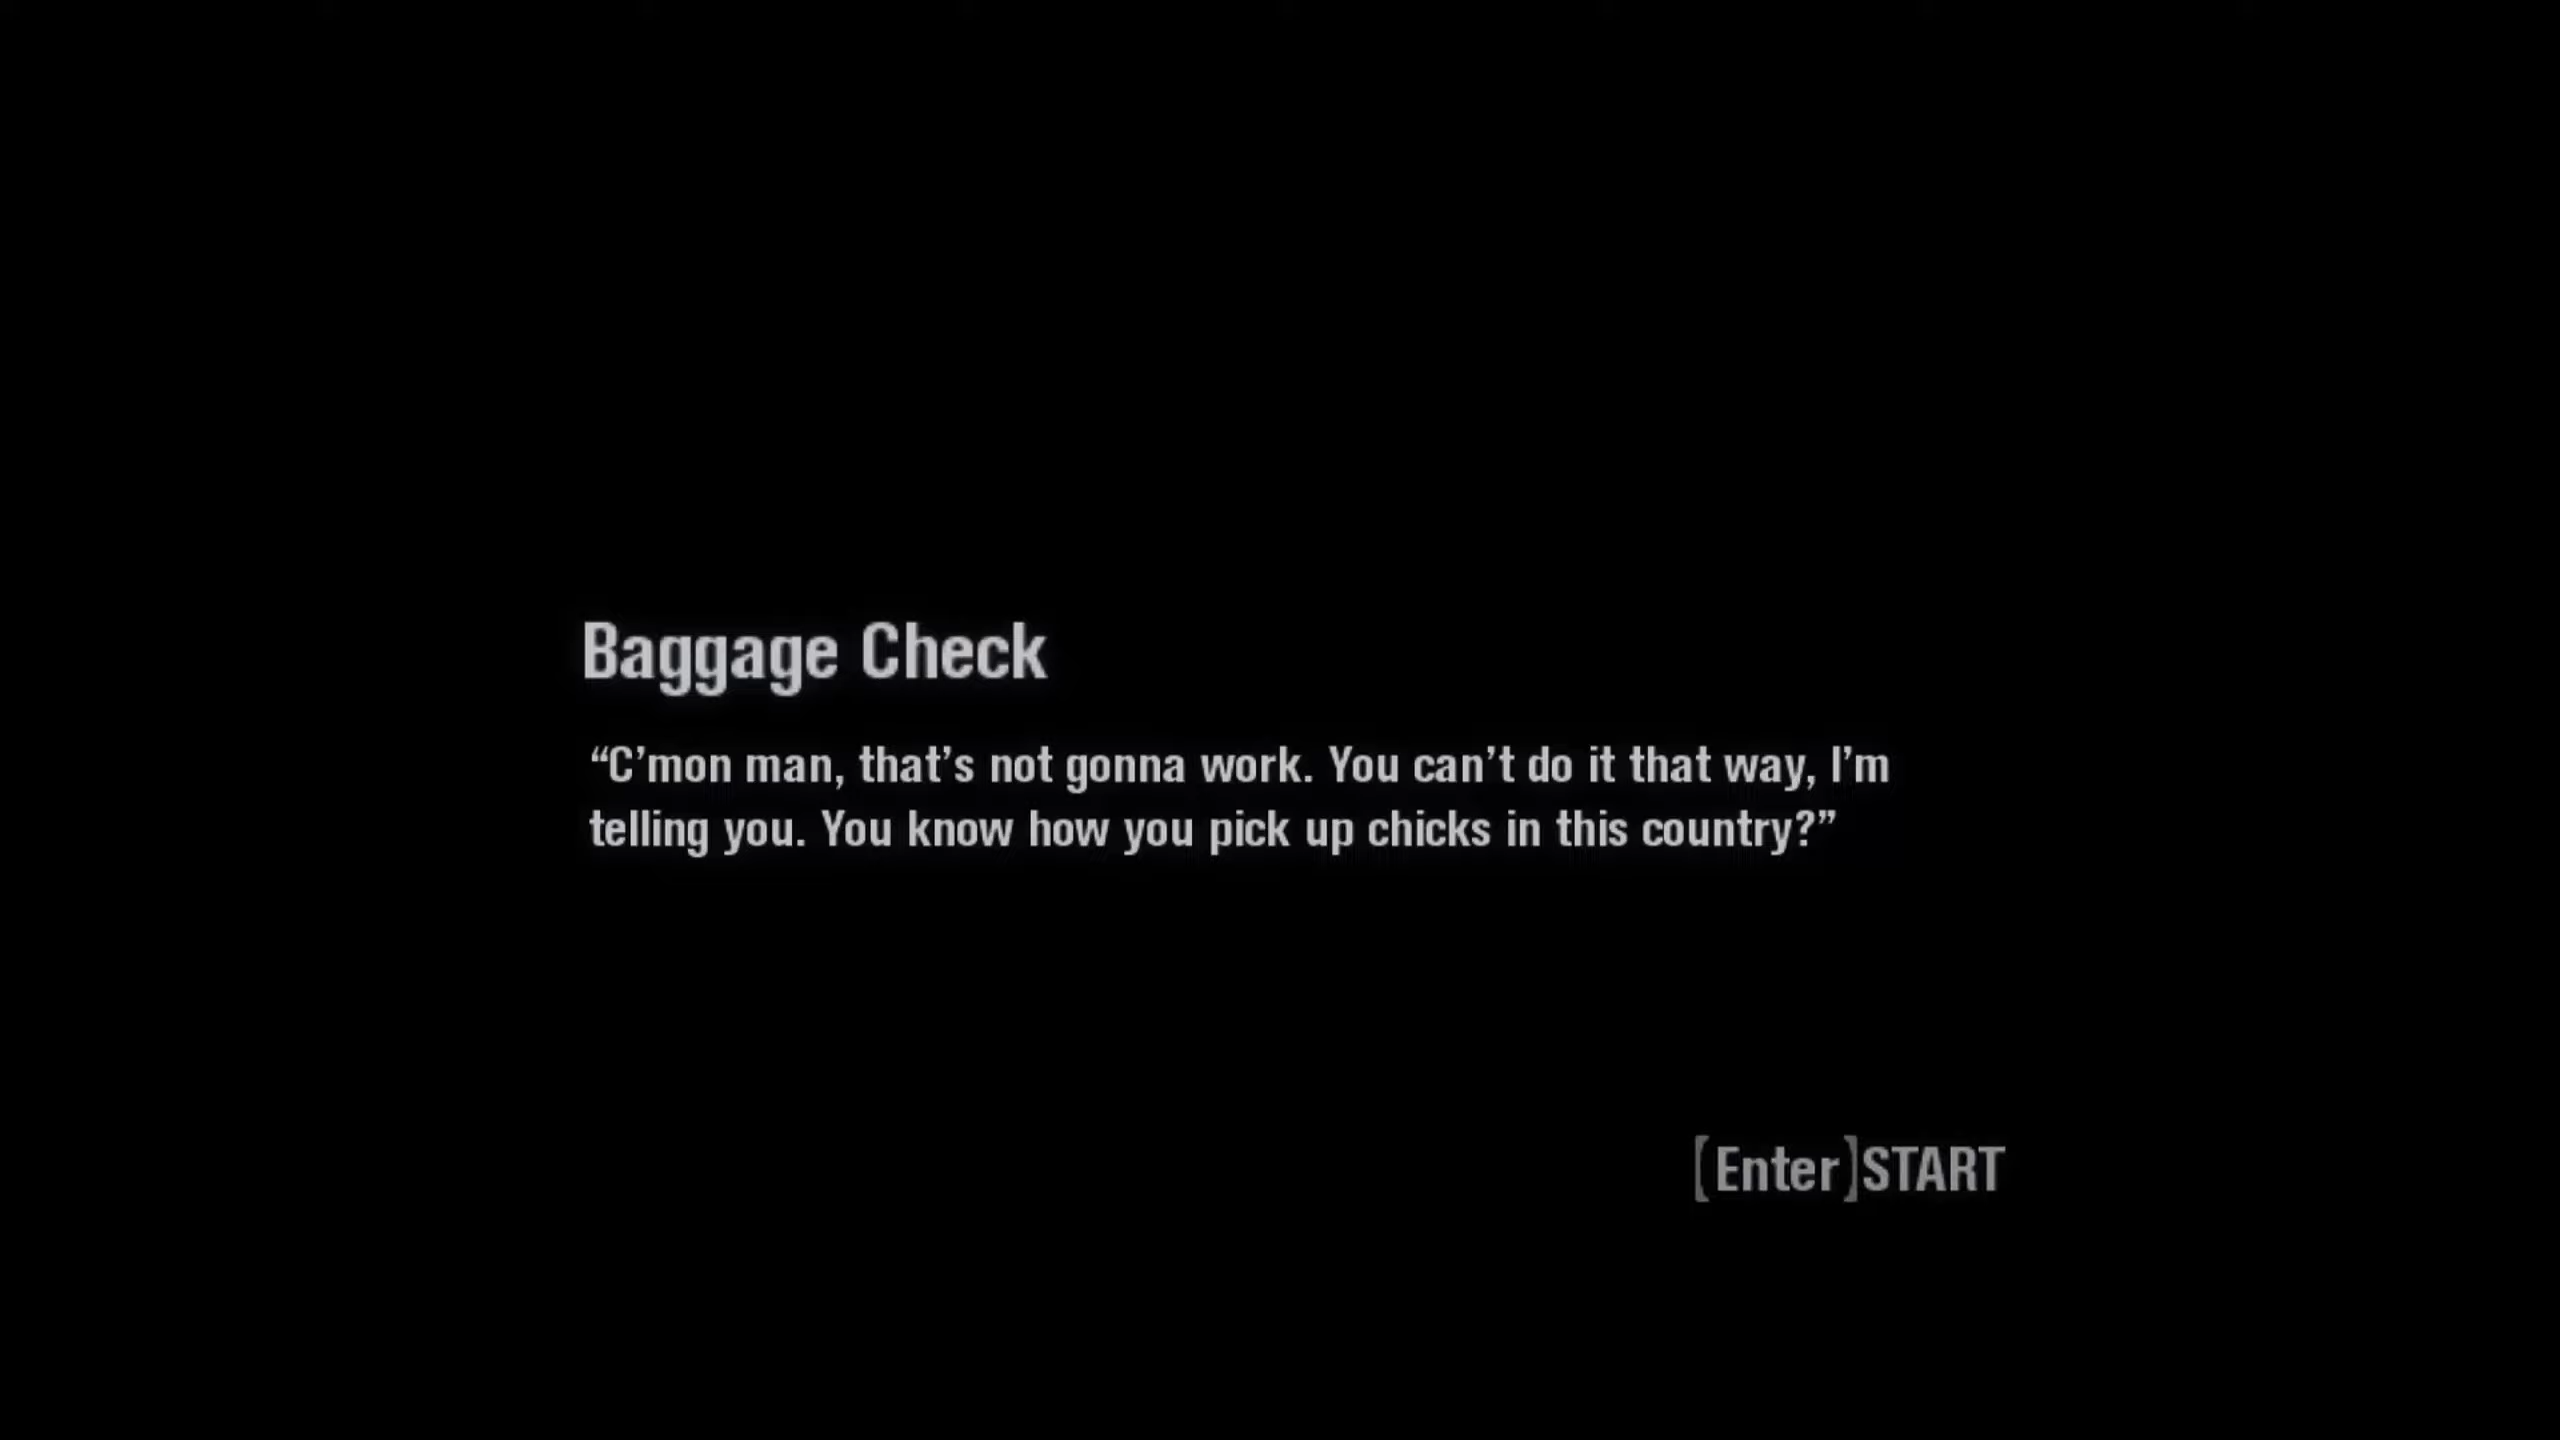 Baggage Check
“C’mon man, that’s not gonna work. You can’t do it that way, I’m
telling you. You know how you pick up chicks in this country?”
[Enter]START